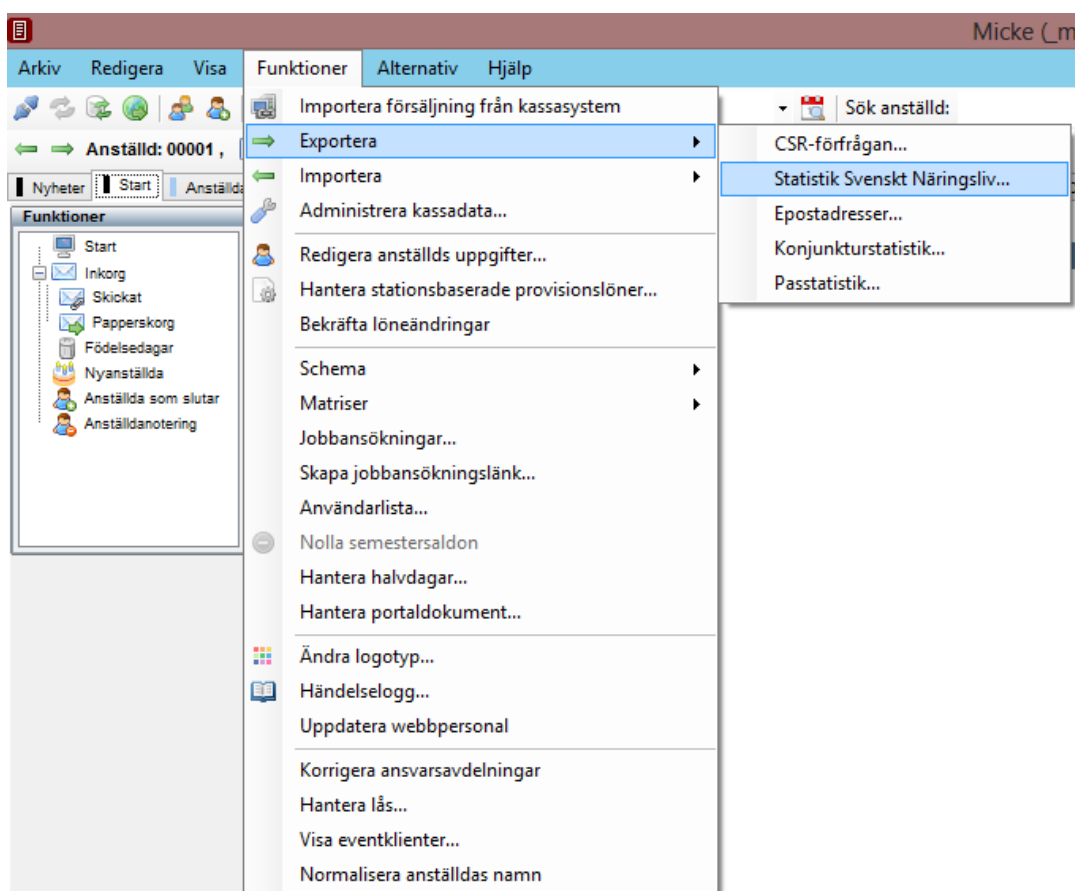 Micke (_m
Arkiv Redigera Visa Funktioner Alternativ Hjälp
Sök anställd:
Anställd: 00001 ,
Nyheter Start Anställda
Funktioner
Start
Inkorg
Skickat
Papperskorg
Födelsedagar
Nyanställda
Anställda som slutar
Anställdanotering
Importera försäljning från kassasystem
Exportera
Importera
Administrera kassadata...
Redigera anställds uppgifter...
Hantera stationsbaserade provisionslöner...
Bekräfta löneändringar
Schema
Matriser
Jobbansökningar...
Skapa jobbansökningslänk...
Användarlista...
Nolla semestersaldon
Hantera halvdagar...
Hantera portaldokument...
Ändra logotyp...
Händelselogg...
Uppdatera webbpersonal
Korrigera ansvarsavdelningar
Hantera lås...
Visa eventklienter...
Normalisera anställdas namn
CSR-förfrågan...
Statistik Svenskt Näringsliv...
Epostadresser...
Konjunkturstatistik...
Passtatistik...